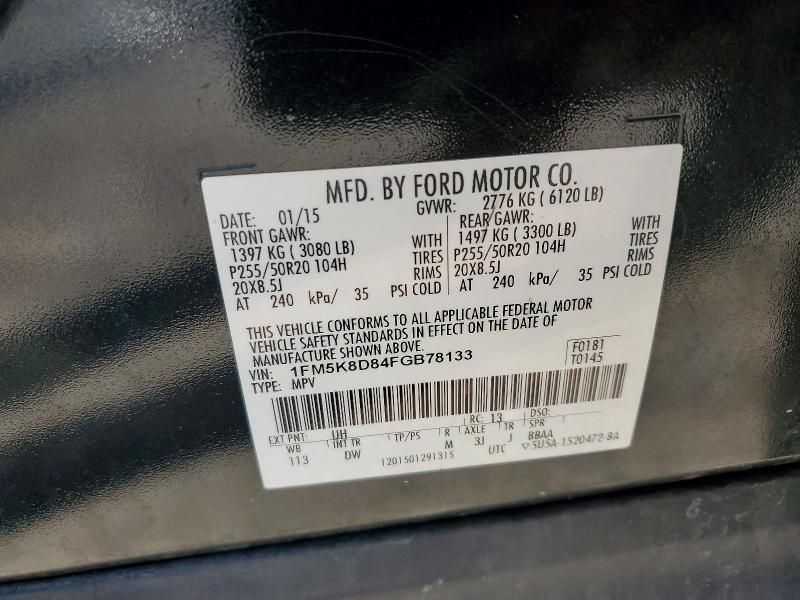 MFD. BY FORD MOTOR CO.
DATE: 01/15 GVWR: 2776 KG ( 6120 LB)
FRONT GAWR: REAR GAWR:
1397 KG ( 3080 LB) WITH 1497 KG ( 3300 LB) WITH
P255/50R20 104H TIRES P255/50R20 104H TIRES
20X8.5J RIMS 20X8.5J RIMS
AT 240 kPa/ 35 PSI COLD AT 240 kPa/ 35 PSI COLD
THIS VEHICLE CONFORMS TO ALL APPLICABLE FEDERAL MOTOR
VEHICLE SAFETY STANDARDS IN EFFECT ON THE DATE OF
MANUFACTURE SHOWN ABOVE.
VIN: 1FM5K8D84FGB78133 F0181
TYPE: MPV T0145
EXT PNT: UH RC: 13 DSO:
WB INT TR TP/PS R AXLE TR SPR
113 DW M 3J J BBAA
1201501291315 UTC 5U5A-1520472-BA